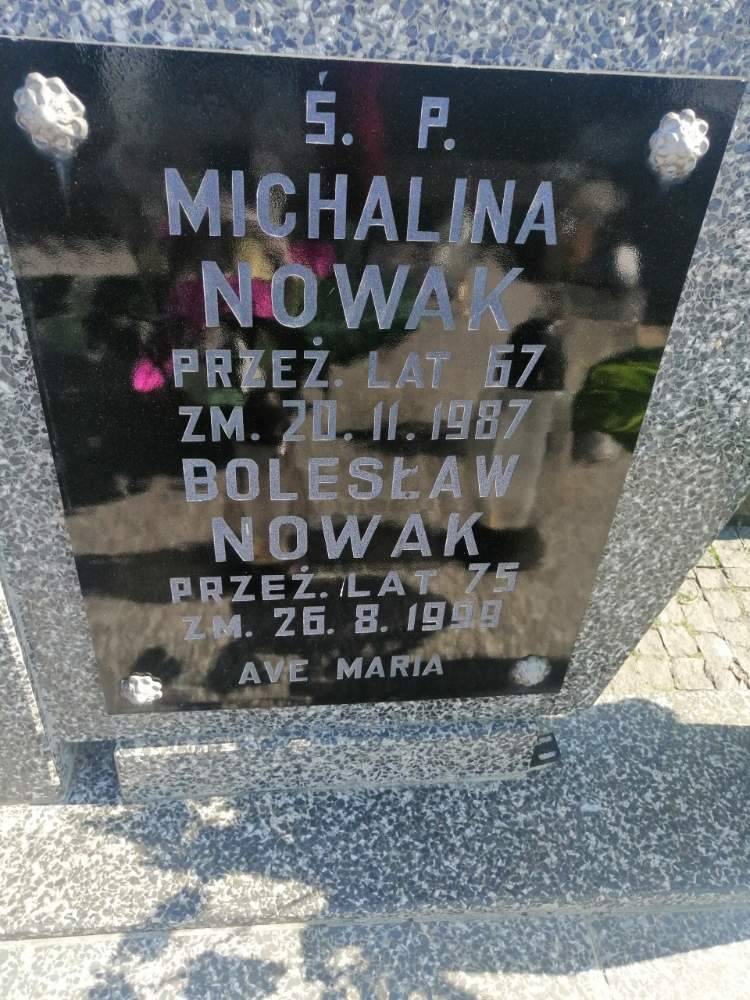 Ś. P.
MICHALINA
NOWAK
PRZEŻ. LAT 67
ZM. 20. 11. 1987
BOLESŁAW
NOWAK
PRZEŻ. LAT 75
ZM. 26. 8. 1999
AVE MARIA